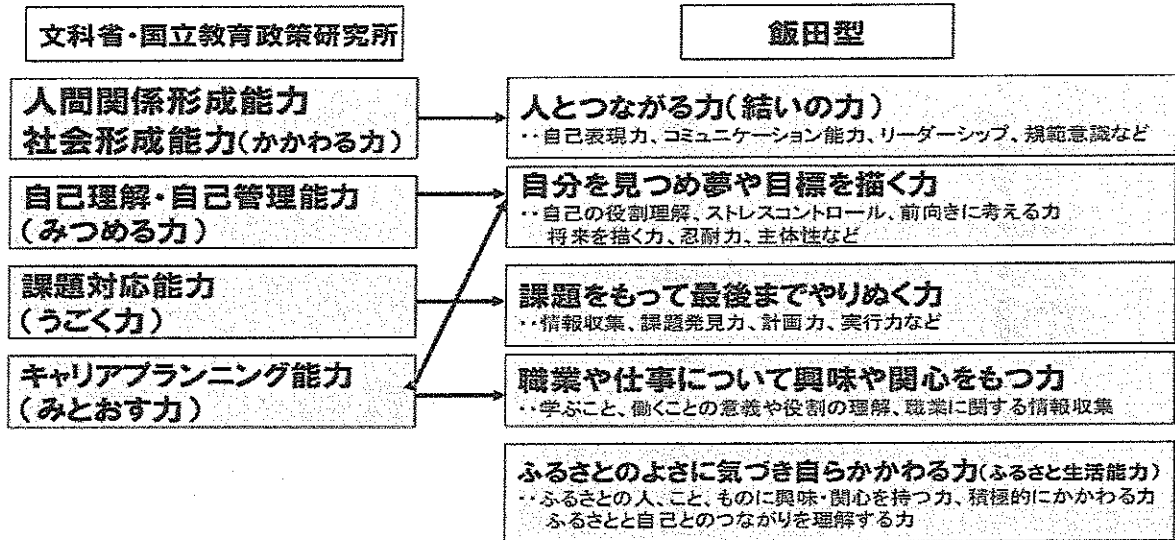 文科省・国立教育政策研究所
飯田型
人間関係形成能力
社会形成能力(かかわる力)
人とつながる力(結いの力)
‥自己表現力、コミュニケーション能力、リーダーシップ、規範意識など
自己理解・自己管理能力
(みつめる力)
自分を見つめ夢や目標を描く力
‥自己の役割理解、ストレスコントロール、前向きに考える力
将来を描く力、忍耐力、主体性など
課題対応能力
(うごく力)
課題をもって最後までやりぬく力
‥情報収集、課題発見力、計画力、実行力など
キャリアプランニング能力
(みとおす力)
職業や仕事について興味や関心をもつ力
‥学ぶこと、働くことの意義や役割の理解、職業に関する情報収集
ふるさとのよさに気づき自らかかわる力(ふるさと生活能力)
‥ふるさとの人、こと、ものに興味・関心を持つ力、積極的にかかわる力
ふるさとと自己とのつながりを理解する力